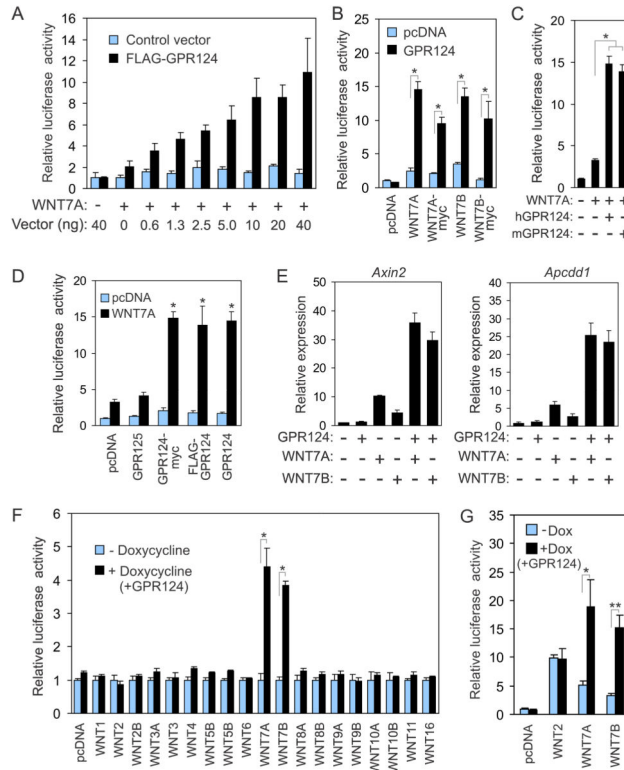 A
Relative luciferase activity
16
14
12
10
8
6
4
2
0
Control vector
FLAG-GPR124
WNT7A: - + + + + + + + +
Vector (ng): 40 0 0.6 1.3 2.5 5.0 10 20 40
B
Relative luciferase activity
25
20
15
10
5
0
pcDNA
GPR124
* * * *
pcDNA
WNT7A
WNT7A-myc
WNT7B
WNT7B-myc
C
Relative luciferase activity
20
15
10
5
0
*
WNT7A: - + + +
hGPR124: - - + -
mGPR124: - - - +
D
Relative luciferase activity
25
20
15
10
5
0
pcDNA
WNT7A
* * *
pcDNA
GPR125
GPR124-myc
FLAG-GPR124
GPR124
E
Axin2
Relative expression
50
40
30
20
10
0
GPR124: - + - - + +
WNT7A: - - + - + -
WNT7B: - - - + - +
Apcdd1
Relative expression
40
35
30
25
20
15
10
5
0
GPR124: - + - - + +
WNT7A: - - + - + -
WNT7B: - - - + - +
F
Relative luciferase activity
6
5
4
3
2
1
0
- Doxycycline
+ Doxycycline
(+GPR124)
* *
pcDNA
WNT1
WNT2
WNT2B
WNT3A
WNT3
WNT4
WNT5B
WNT5B
WNT6
WNT7A
WNT7B
WNT8A
WNT8B
WNT9A
WNT9B
WNT10A
WNT10B
WNT11
WNT16
G
Relative luciferase activity
35
30
25
20
15
10
5
0
-Dox
+Dox
(+GPR124)
* **
pcDNA
WNT2
WNT7A
WNT7B